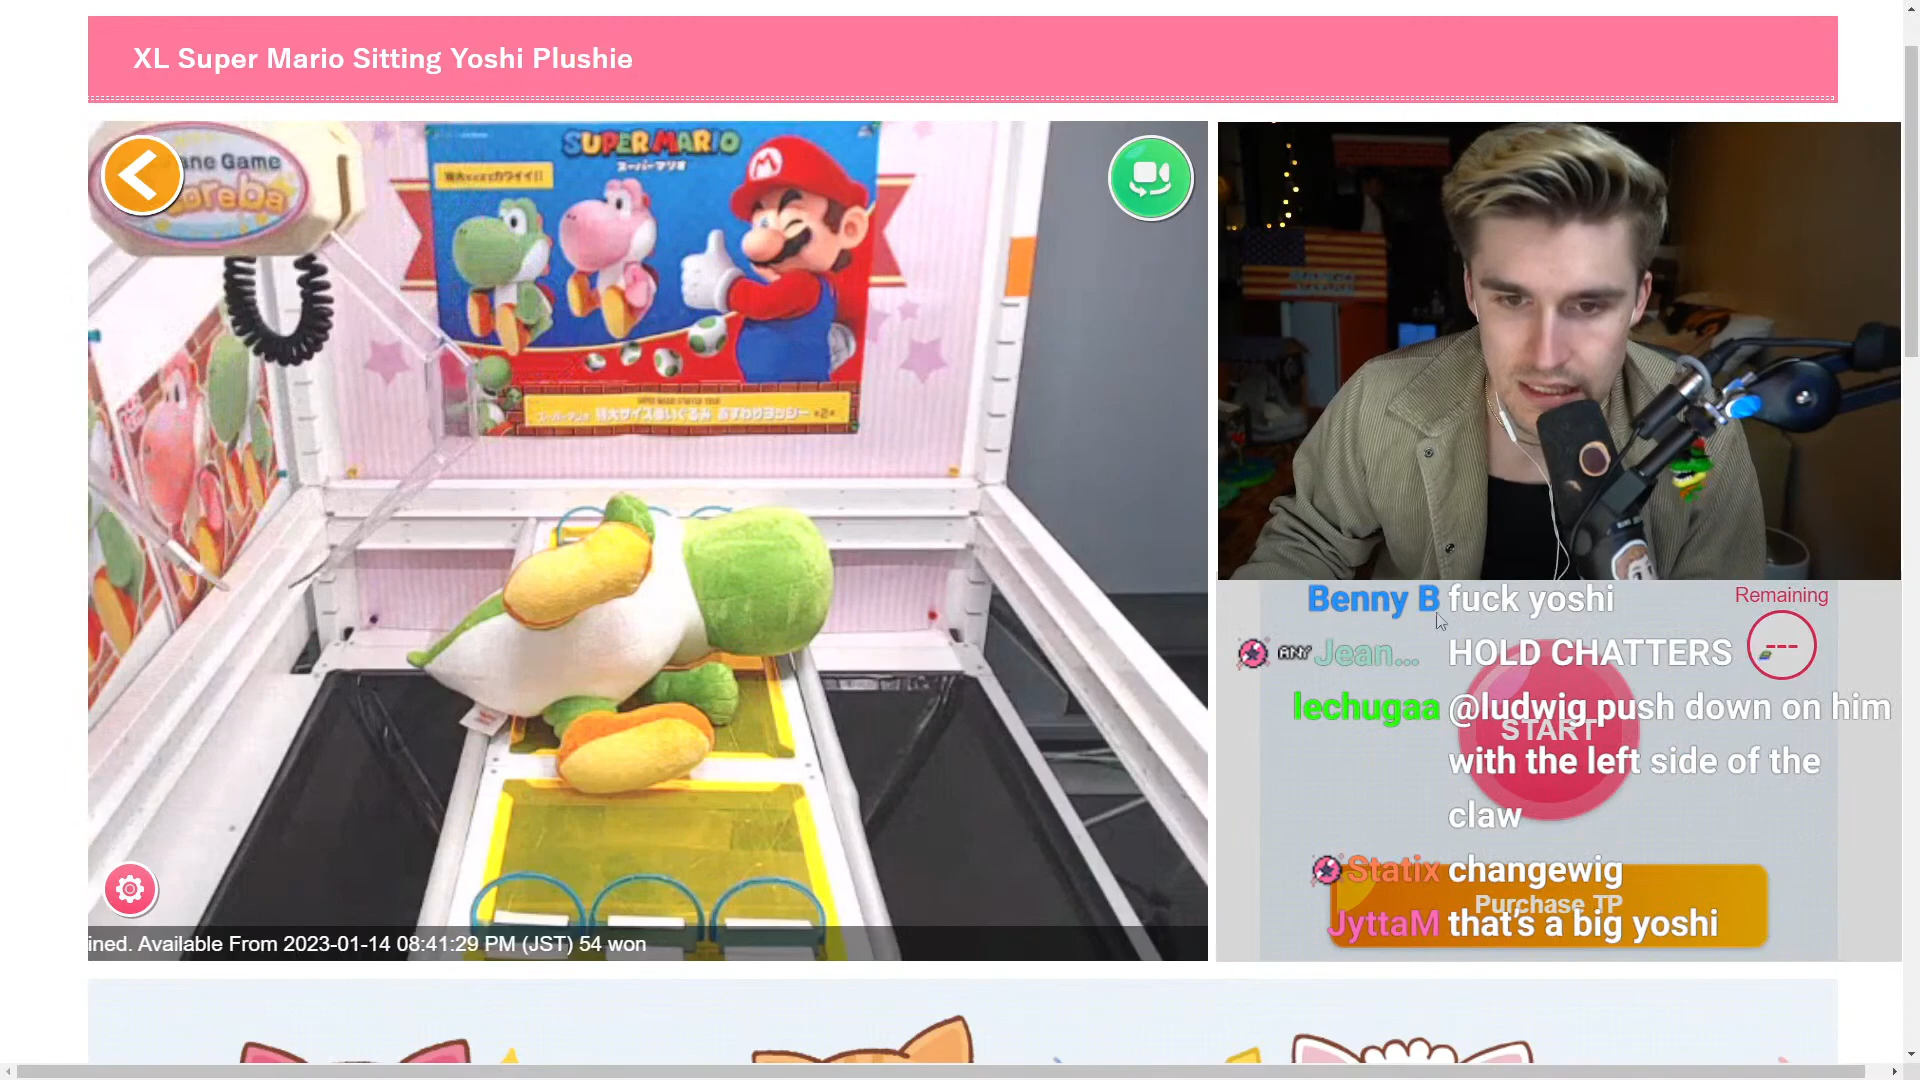 XL Super Mario Sitting Yoshi Plushie
ane Game
oreba
SUPER MARIO
スーパーマリオ
Benny B fuck yoshi
Remaining
ANY Jean... HOLD CHATTERS
---
lechugaa @ludwig push down on him
START
with the left side of the
claw
Statix changewig
Purchase TP
JyttaM that's a big yoshi
ined. Available From 2023-01-14 08:41:29 PM (JST) 54 won